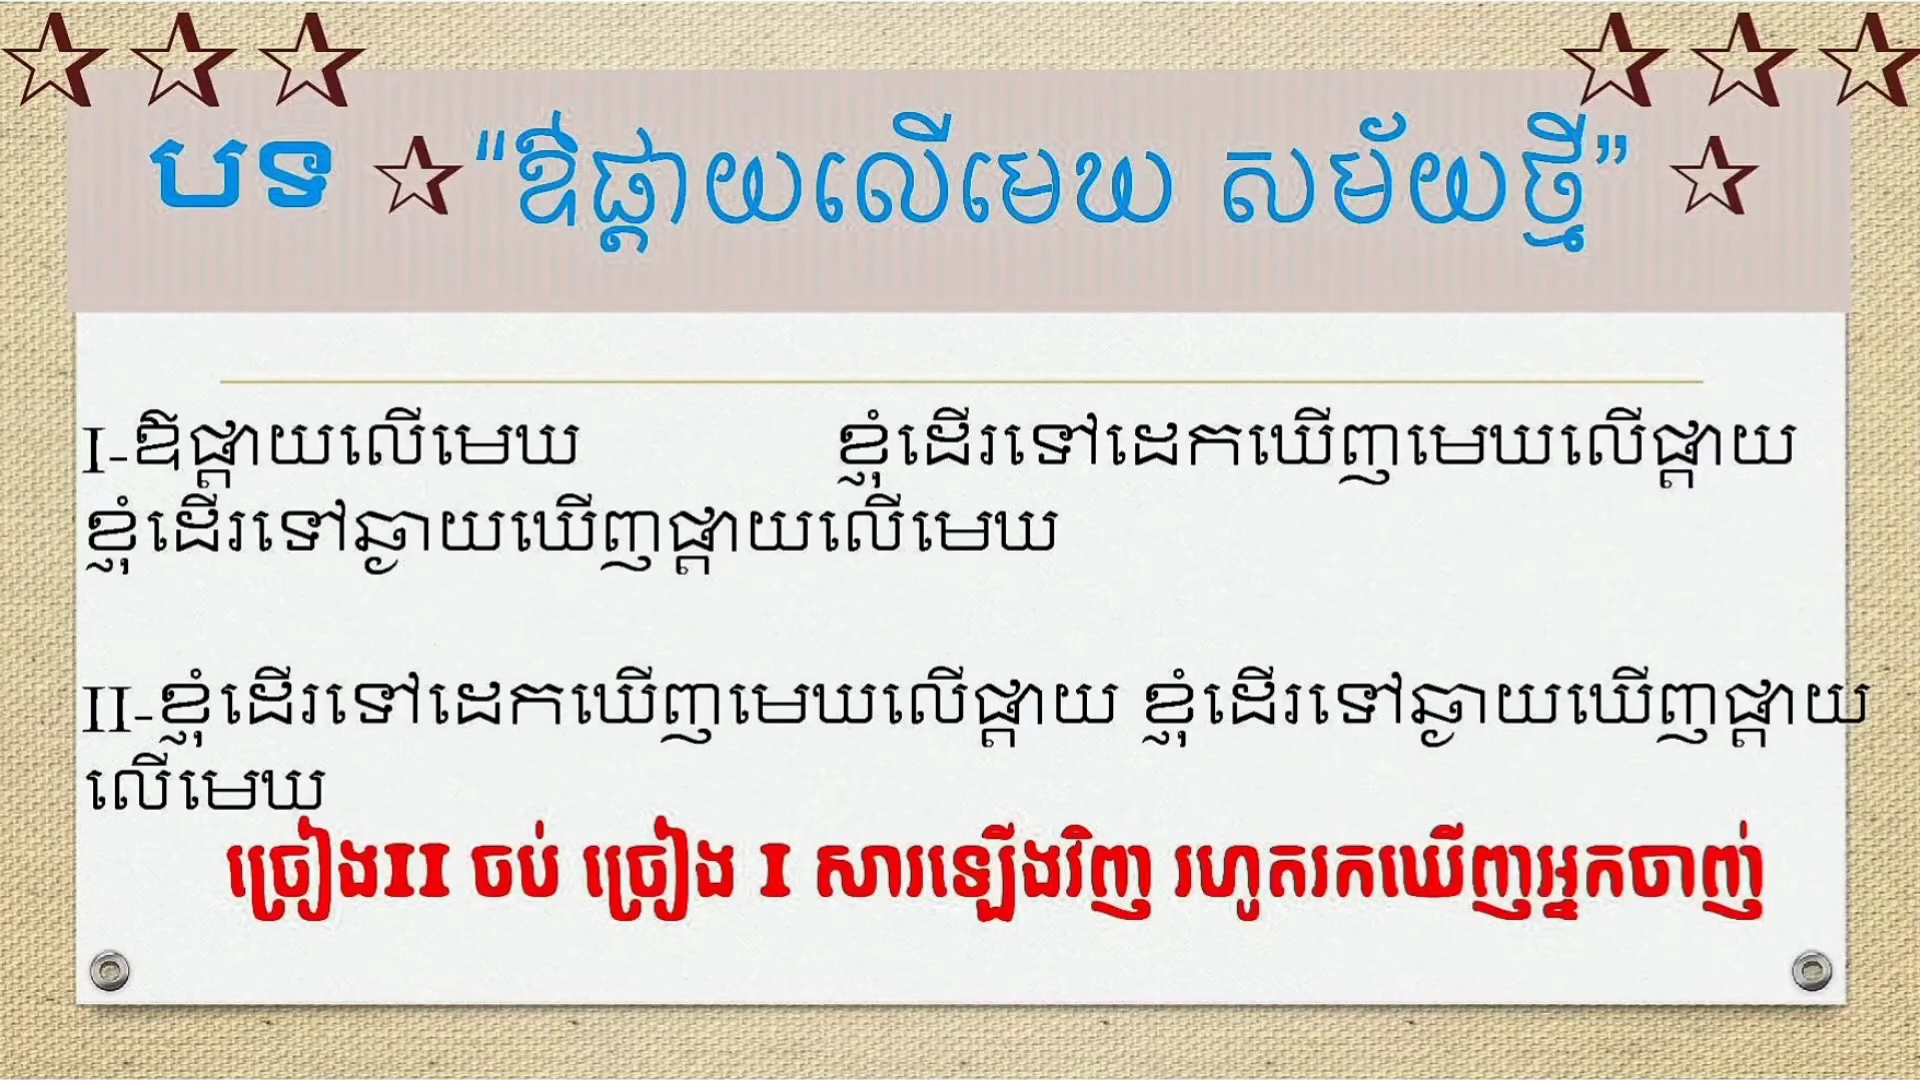 បទ “ឱផ្កាយលើមេឃ សម័យថ្មី”
I-ឱផ្កាយលើមេឃ ខ្ញុំដើរទៅដេកឃើញមេឃលើផ្កាយ
ខ្ញុំដើរទៅឆ្ងាយឃើញផ្កាយលើមេឃ
II-ខ្ញុំដើរទៅដេកឃើញមេឃលើផ្កាយ ខ្ញុំដើរទៅឆ្ងាយឃើញផ្កាយ
លើមេឃ
ច្រៀងII ចប់ ច្រៀង I សារឡើងវិញ រហូតរកឃើញអ្នកចាញ់